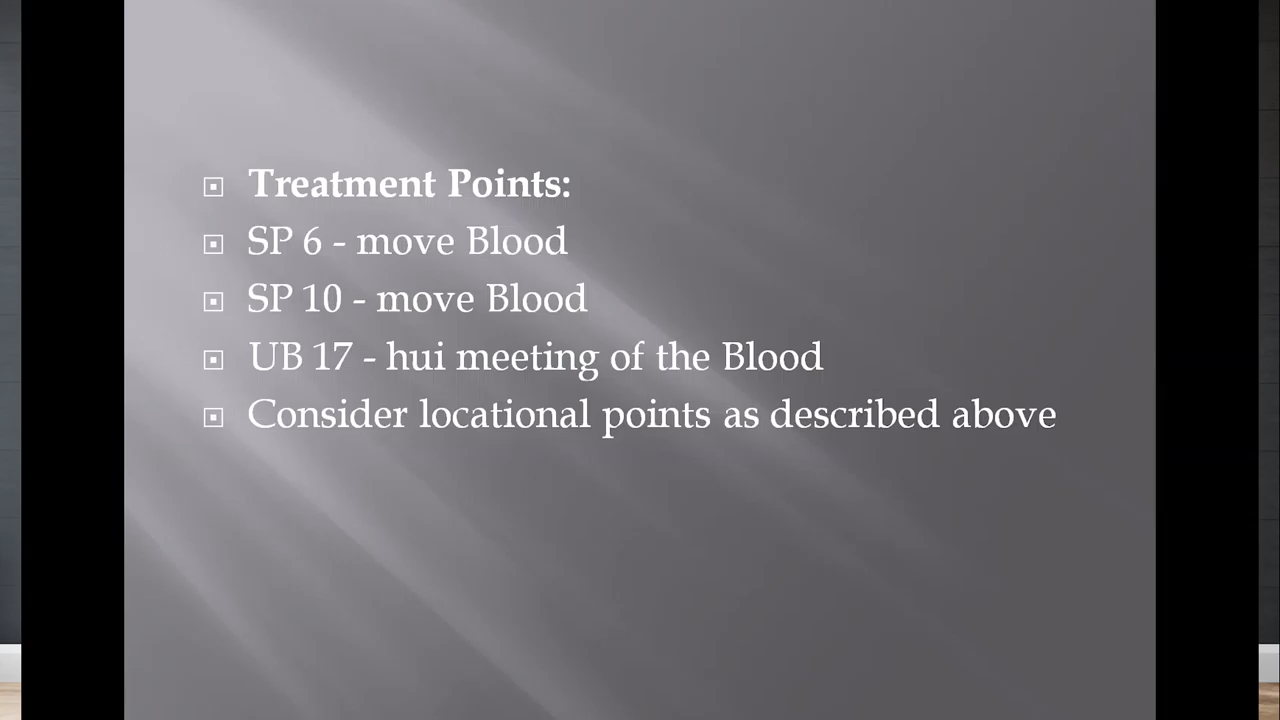 Treatment Points:
SP 6 - move Blood
SP 10 - move Blood
UB 17 - hui meeting of the Blood
Consider locational points as described above